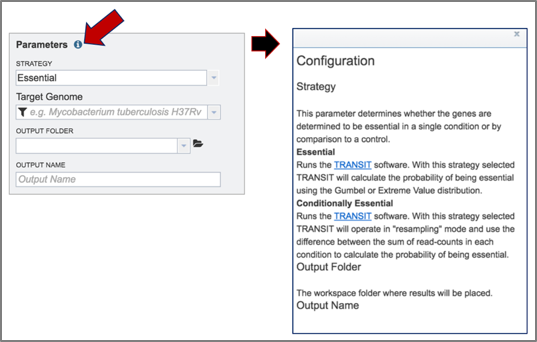 Parameters
STRATEGY
Essential
Target Genome
e.g. Mycobacterium tuberculosis H37Rv
OUTPUT FOLDER
OUTPUT NAME
Output Name
Configuration
Strategy
This parameter determines whether the genes are
determined to be essential in a single condition or by
comparison to a control.
Essential
Runs the TRANSIT software. With this strategy selected
TRANSIT will calculate the probability of being essential
using the Gumbel or Extreme Value distribution.
Conditionally Essential
Runs the TRANSIT software. With this strategy selected
TRANSIT will operate in "resampling" mode and use the
difference between the sum of read-counts in each
condition to calculate the probability of being essential.
Output Folder
The workspace folder where results will be placed.
Output Name